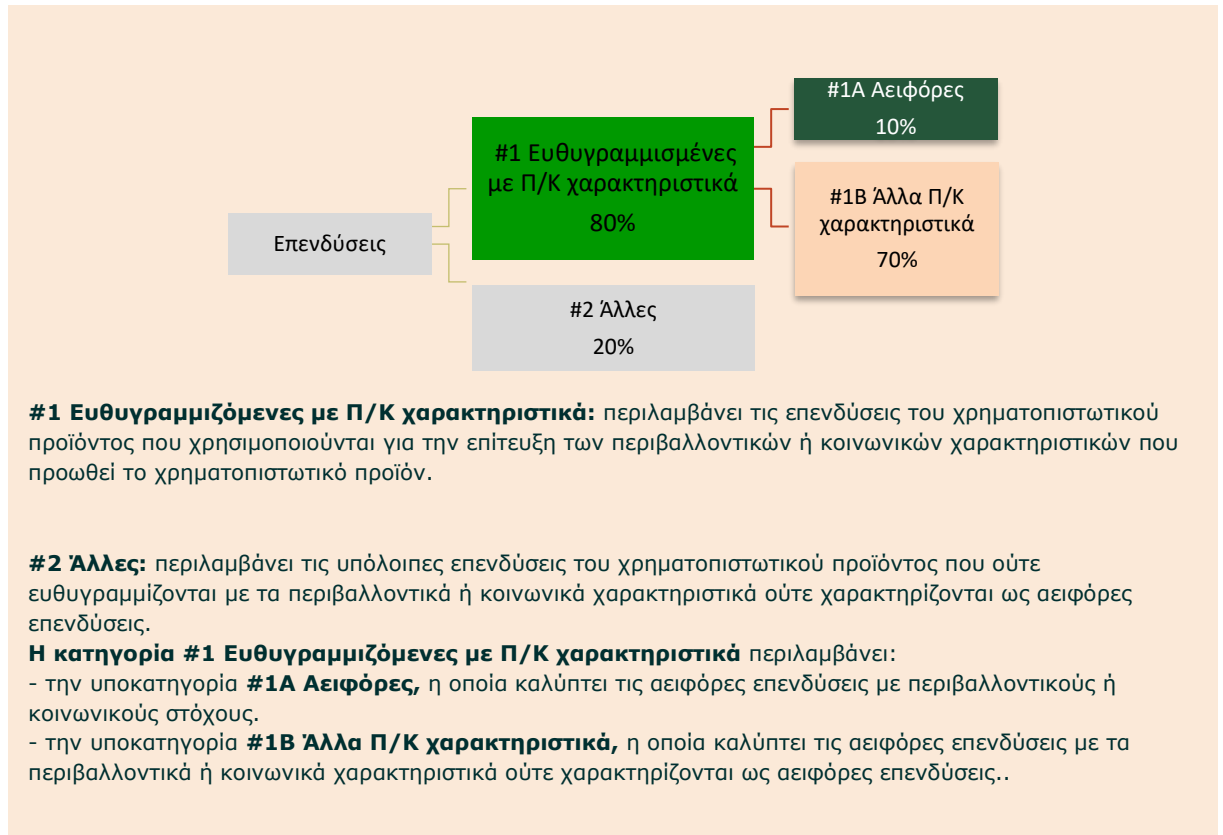 #1A Αειφόρες
10%
#1 Ευθυγραμμισμένες
με Π/Κ χαρακτηριστικά
80%
#1B Άλλα Π/Κ
χαρακτηριστικά
70%
Επενδύσεις
#2 Άλλες
20%
#1 Ευθυγραμμιζόμενες με Π/Κ χαρακτηριστικά: περιλαμβάνει τις επενδύσεις του χρηματοπιστωτικού
προϊόντος που χρησιμοποιούνται για την επίτευξη των περιβαλλοντικών ή κοινωνικών χαρακτηριστικών που
προωθεί το χρηματοπιστωτικό προϊόν.
#2 Άλλες: περιλαμβάνει τις υπόλοιπες επενδύσεις του χρηματοπιστωτικού προϊόντος που ούτε
ευθυγραμμίζονται με τα περιβαλλοντικά ή κοινωνικά χαρακτηριστικά ούτε χαρακτηρίζονται ως αειφόρες
επενδύσεις.
Η κατηγορία #1 Ευθυγραμμιζόμενες με Π/Κ χαρακτηριστικά περιλαμβάνει:
- την υποκατηγορία #1A Αειφόρες, η οποία καλύπτει τις αειφόρες επενδύσεις με περιβαλλοντικούς ή
κοινωνικούς στόχους.
- την υποκατηγορία #1B Άλλα Π/Κ χαρακτηριστικά, η οποία καλύπτει τις αειφόρες επενδύσεις με τα
περιβαλλοντικά ή κοινωνικά χαρακτηριστικά ούτε χαρακτηρίζονται ως αειφόρες επενδύσεις..